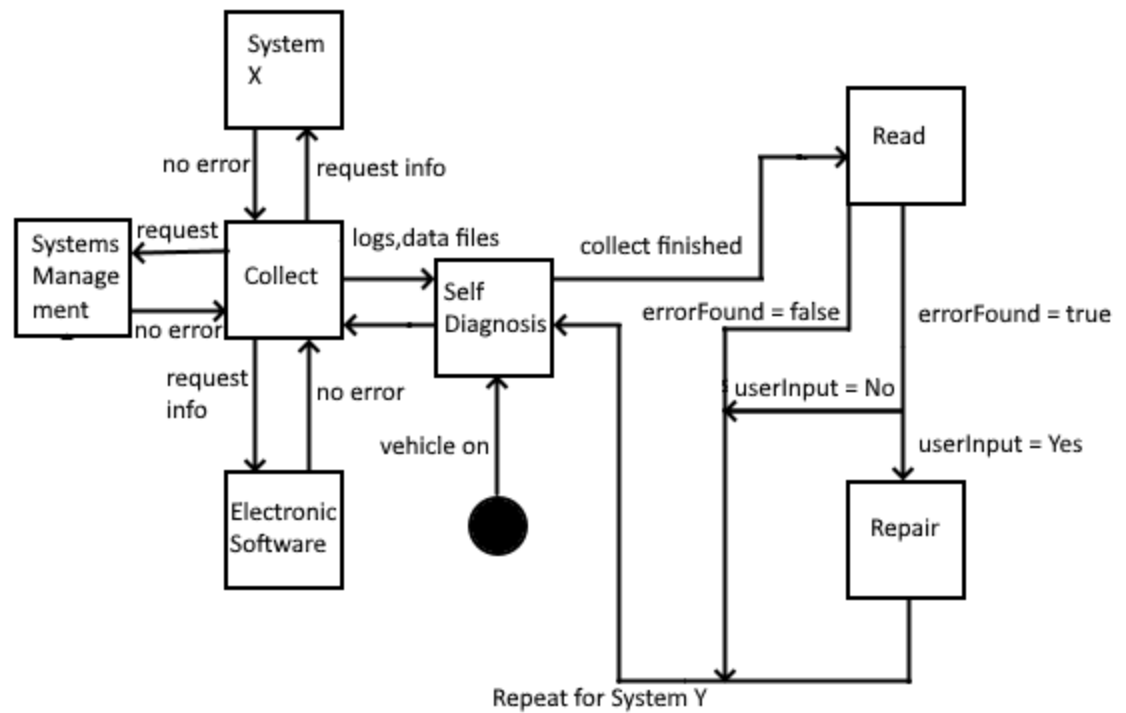 System
X
no error
request info
Read
request
Systems
Manage
ment
Collect
logs,data files
collect finished
Self
Diagnosis
no error
errorFound = false
errorFound = true
request
info
no error
userInput = No
vehicle on
userInput = Yes
Electronic
Software
Repair
Repeat for System Y